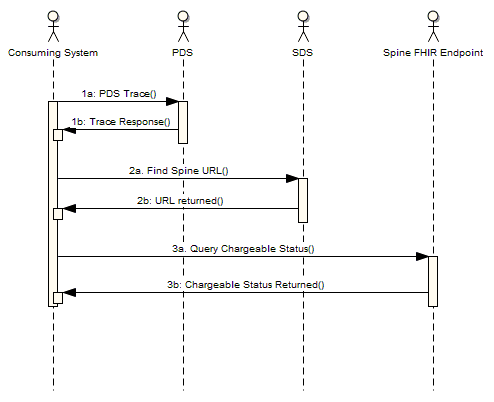 Consuming System
PDS
SDS
Spine FHIR Endpoint
1a: PDS Trace()
1b: Trace Response()
2a. Find Spine URL()
2b: URL returned()
3a. Query Chargeable Status()
3b: Chargeable Status Returned()